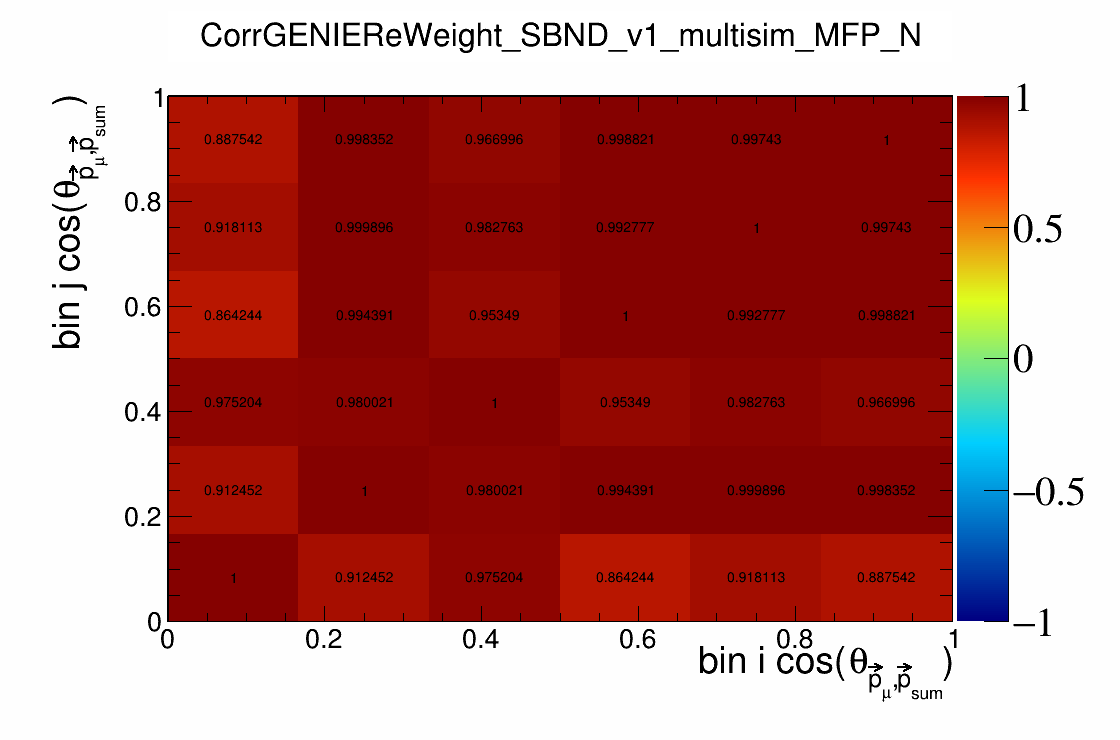 CorrGENIEReWeight_SBND_v1_multisim_MFP_N
bin j cos(θ p⃗μ,p⃗sum)
1
0.8
0.6
0.4
0.2
0
0.887542 0.998352 0.966996 0.998821 0.99743 1
0.918113 0.999896 0.982763 0.992777 1 0.99743
0.864244 0.994391 0.95349 1 0.992777 0.998821
0.975204 0.980021 1 0.95349 0.982763 0.966996
0.912452 1 0.980021 0.994391 0.999896 0.998352
1 0.912452 0.975204 0.864244 0.918113 0.887542
0 0.2 0.4 0.6 0.8 1
bin i cos(θ p⃗μ,p⃗sum)
1
0.5
0
−0.5
−1